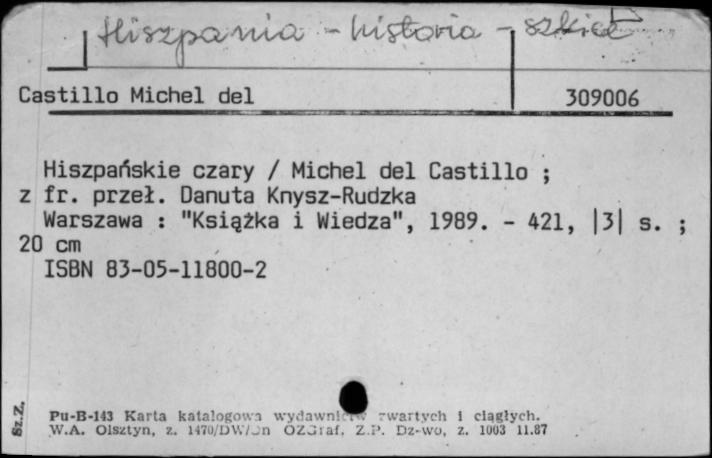 Hiszpania - historia - szkice
Castillo Michel del 309006
Hiszpańskie czary / Michel del Castillo ;
z fr. przeł. Danuta Knysz-Rudzka
Warszawa : "Książka i Wiedza", 1989. - 421, |3| s. ;
20 cm
ISBN 83-05-11800-2
Sz.Z.
Pu-B-143 Karta katalogowa wydawnictw zwartych i ciągłych.
W.A. Olsztyn, z. 1470/DW/Dn OZGraf. Z.P. Dz-wo, z. 1003 11.87